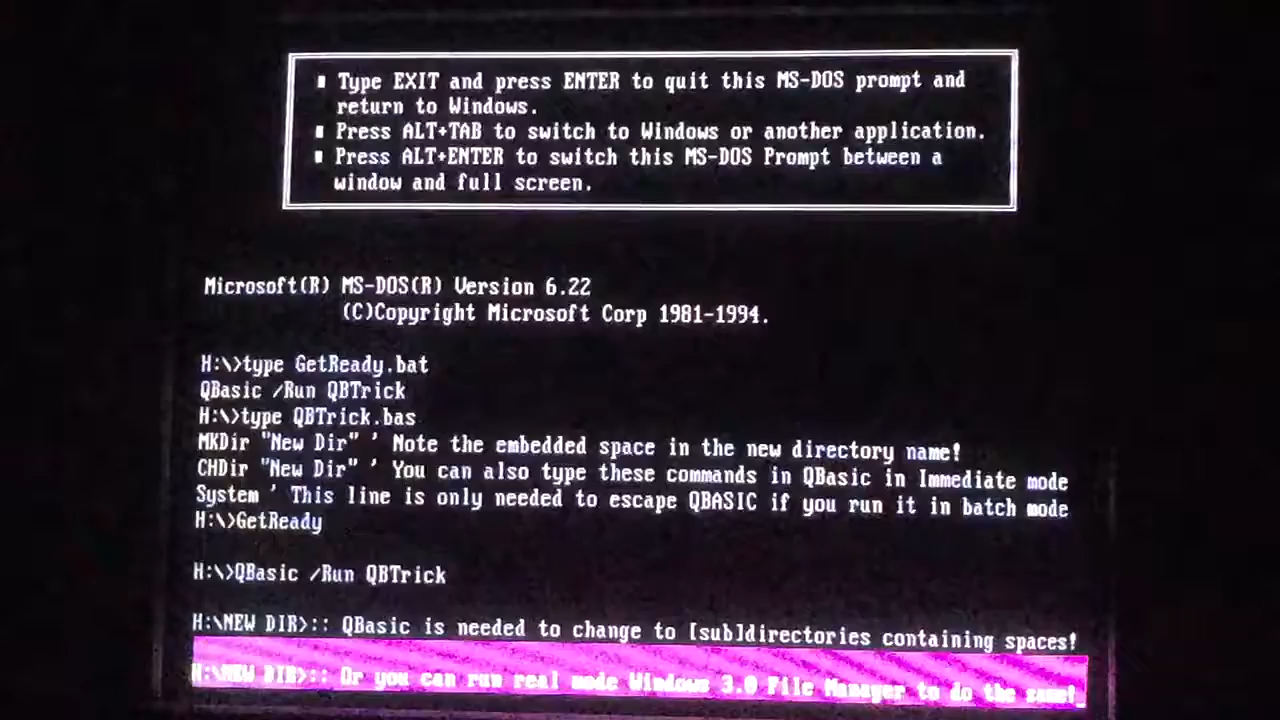 ▪ Type EXIT and press ENTER to quit this MS-DOS prompt and
return to Windows.
▪ Press ALT+TAB to switch to Windows or another application.
▪ Press ALT+ENTER to switch this MS-DOS Prompt between a
window and full screen.
Microsoft(R) MS-DOS(R) Version 6.22
(C)Copyright Microsoft Corp 1981-1994.
H:\>type GetReady.bat
QBasic /Run QBTrick
H:\>type QBTrick.bas
MKDir "New Dir" ' Note the embedded space in the new directory name!
CHDir "New Dir" ' You can also type these commands in QBasic in Immediate mode
System ' This line is only needed to escape QBASIC if you run it in batch mode
H:\>GetReady
H:\>QBasic /Run QBTrick
H:\NEW DIR>:: QBasic is needed to change to [sub]directories containing spaces!
H:\NEW DIR>:: Or you can run real mode Windows 3.0 File Manager to do the same!